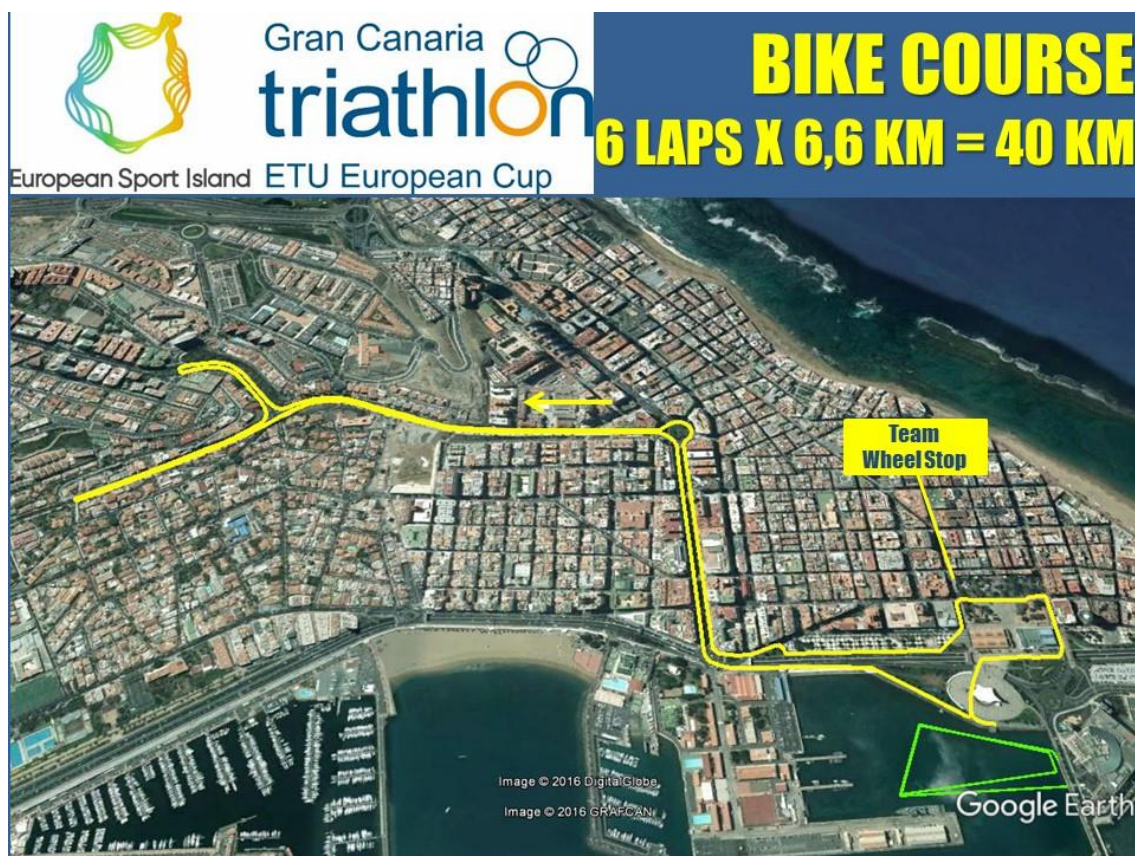 Gran Canaria
triathlon
ETU European Cup
European Sport Island
BIKE COURSE
6 LAPS X 6,6 KM = 40 KM
Team
Wheel Stop
Image © 2016 DigitalGlobe
Image © 2016 GRAFCAN
Google Earth